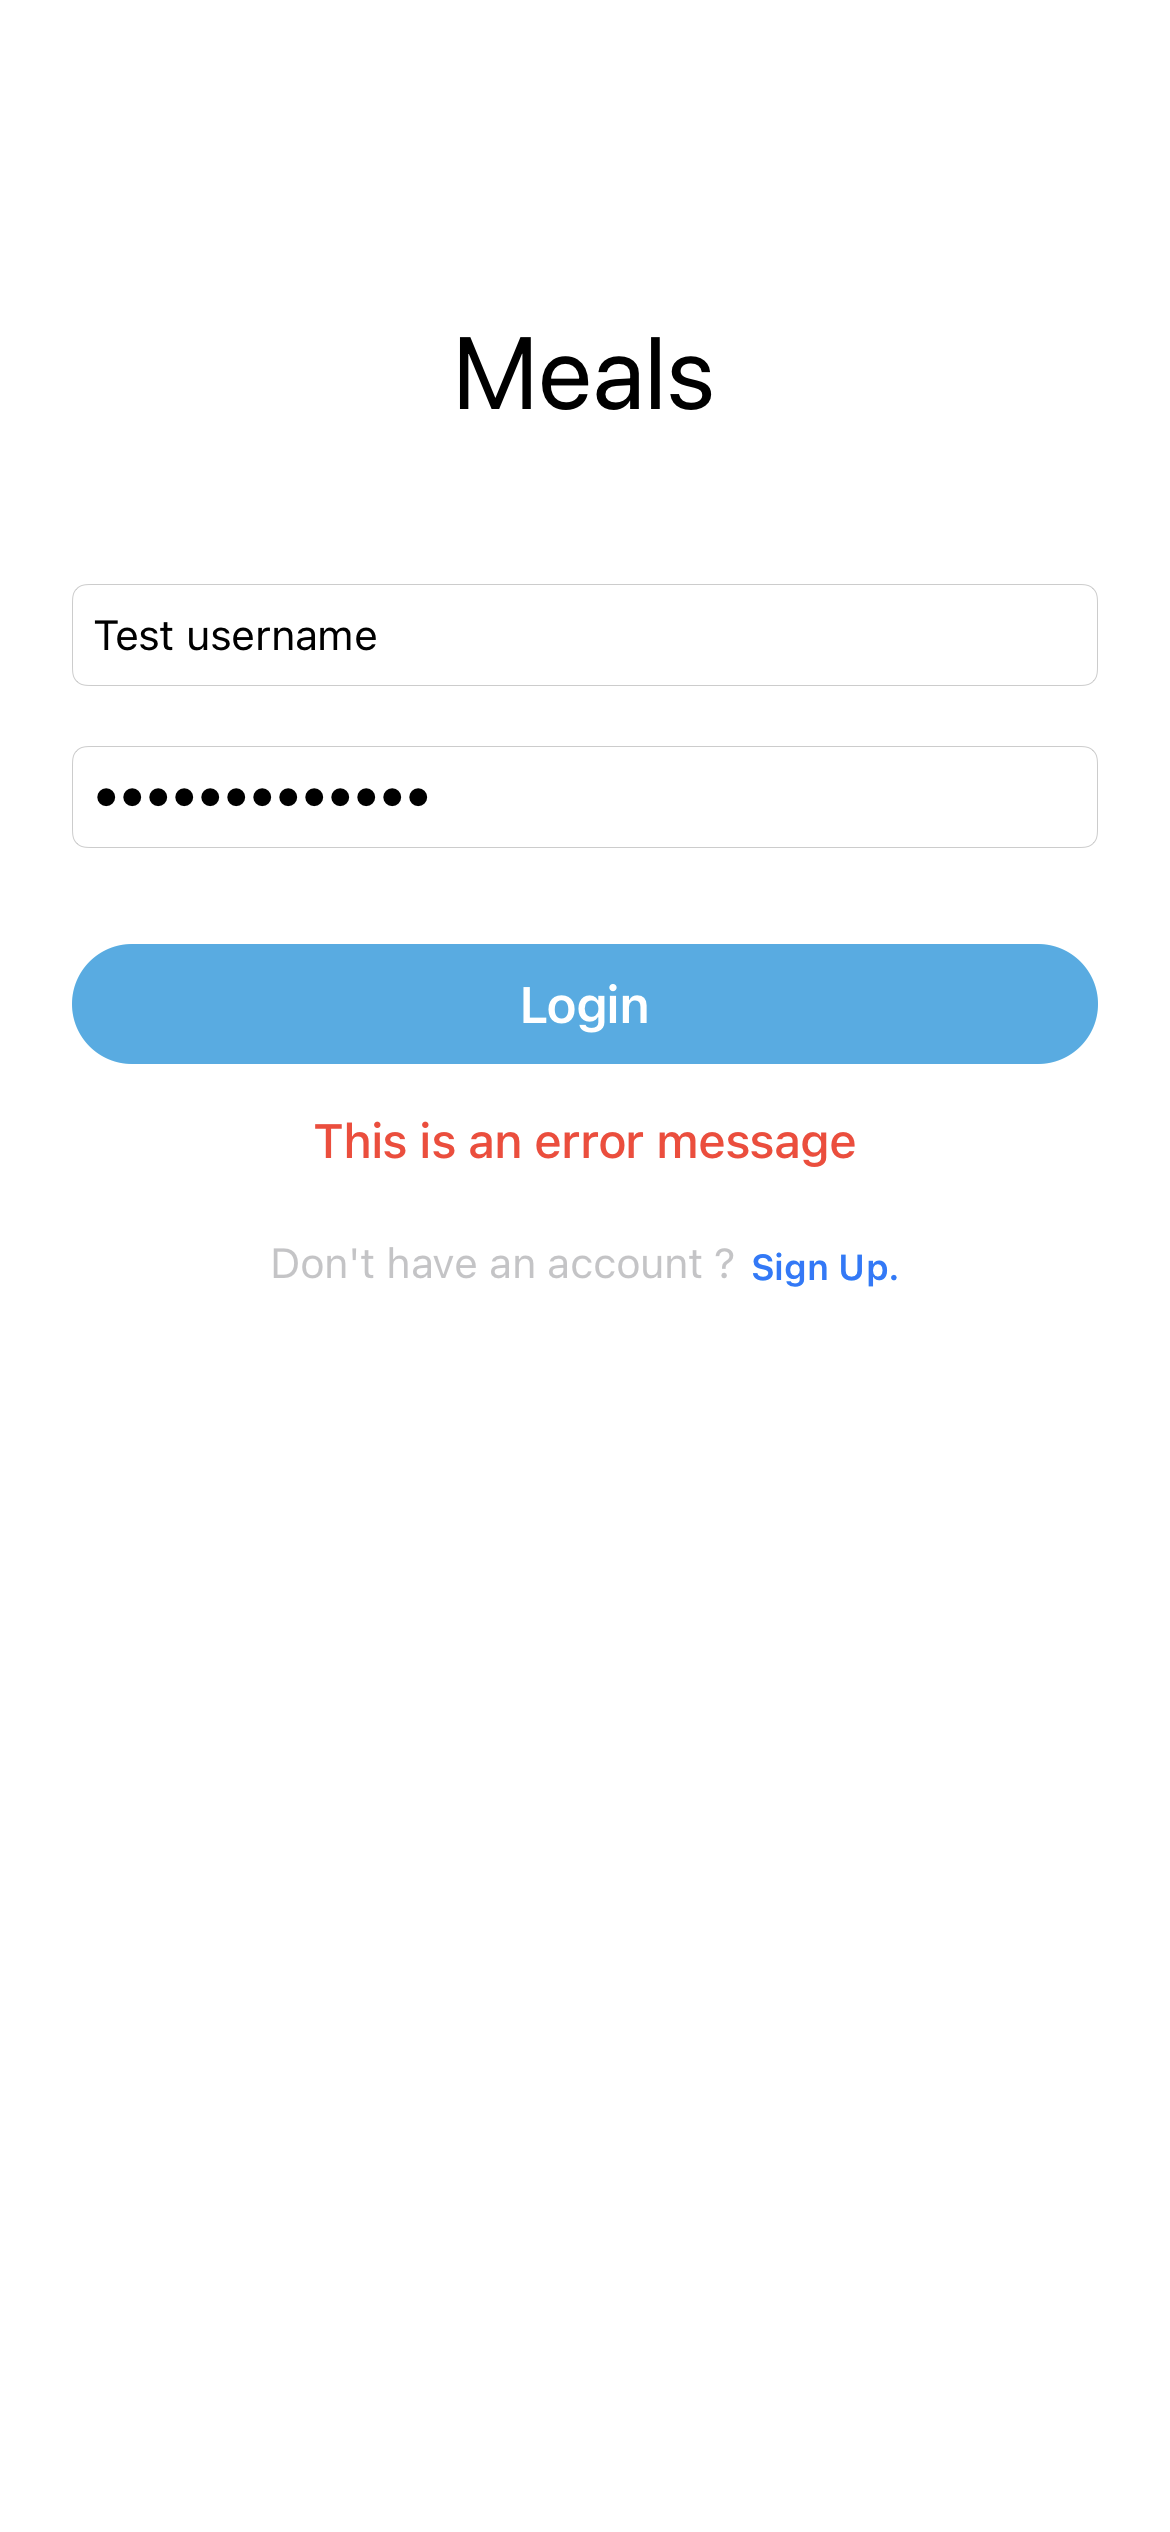 Meals
Test username
•••••••••••••
Login
This is an error message
Don't have an account ? Sign Up.